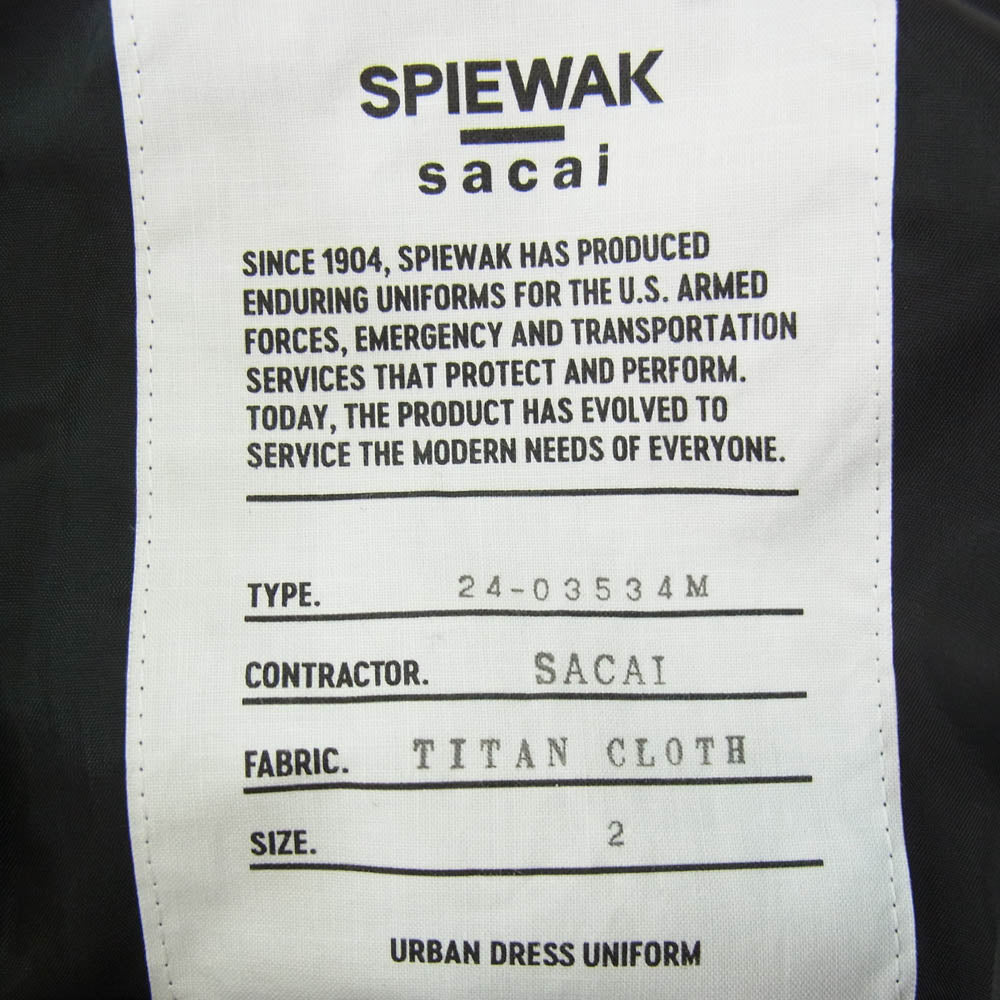 SPIEWAK
sacai
SINCE 1904, SPIEWAK HAS PRODUCED
ENDURING UNIFORMS FOR THE U.S. ARMED
FORCES, EMERGENCY AND TRANSPORTATION
SERVICES THAT PROTECT AND PERFORM.
TODAY, THE PRODUCT HAS EVOLVED TO
SERVICE THE MODERN NEEDS OF EVERYONE.
TYPE. 24-03534M
CONTRACTOR. SACAI
FABRIC. TITAN CLOTH
SIZE. 2
URBAN DRESS UNIFORM